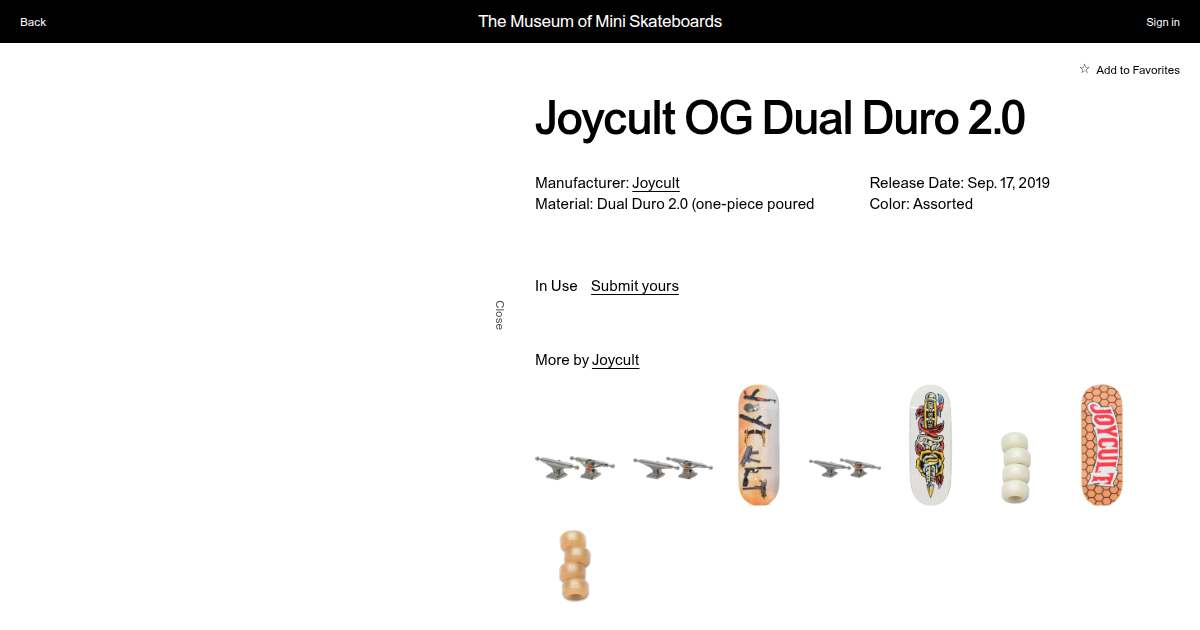 Back
The Museum of Mini Skateboards
Sign in
☆ Add to Favorites
Joycult OG Dual Duro 2.0
Manufacturer: Joycult
Release Date: Sep. 17, 2019
Material: Dual Duro 2.0 (one-piece poured
Color: Assorted
In Use Submit yours
Close
More by Joycult
JOYCULT
JOYCULT